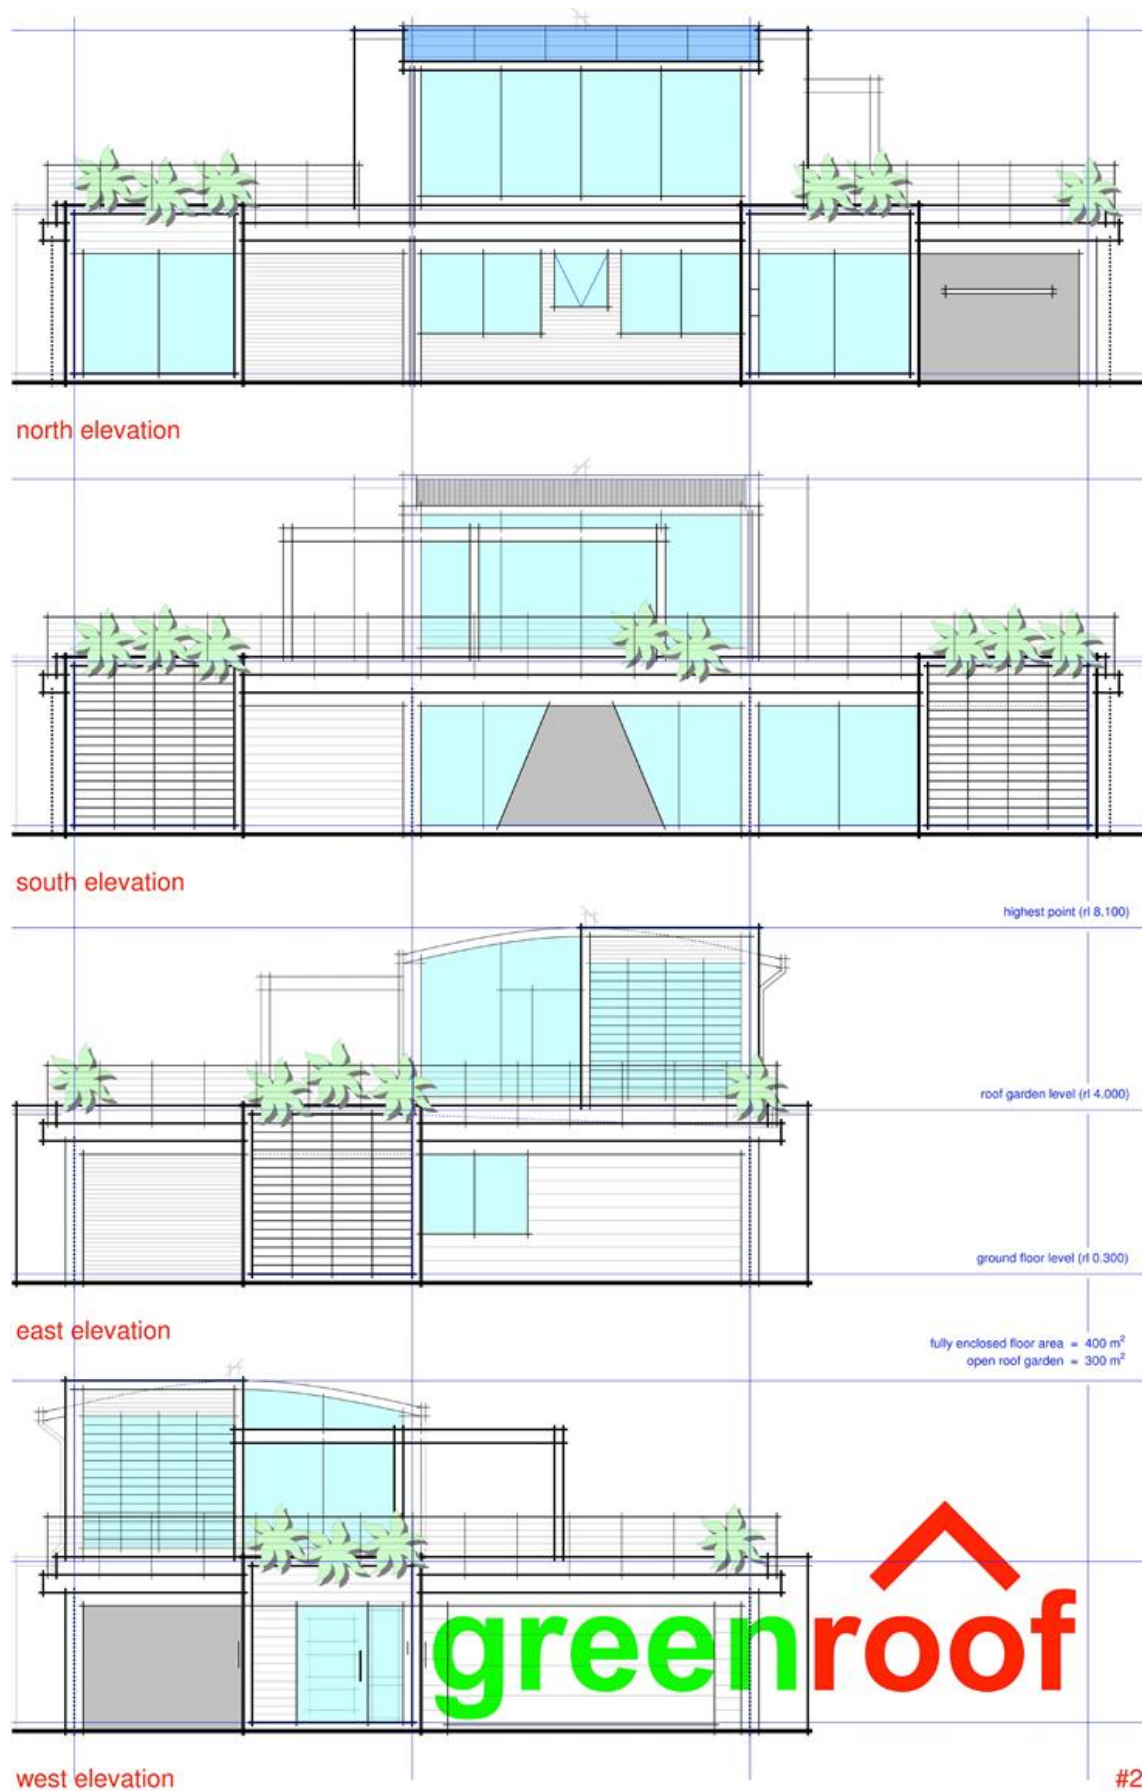 north elevation
south elevation
highest point (rl 8.100)
roof garden level (rl 4.000)
ground floor level (rl 0.300)
east elevation
fully enclosed floor area = 400 m²
open roof garden = 300 m²
greenroof
west elevation
#2